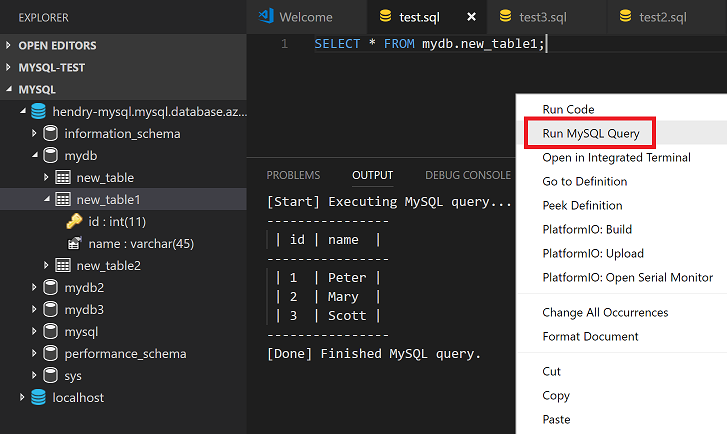 EXPLORER
OPEN EDITORS
MYSQL-TEST
MYSQL
hendry-mysql.mysql.database.az...
information_schema
mydb
new_table
new_table1
id : int(11)
name : varchar(45)
new_table2
mydb2
mydb3
mysql
performance_schema
sys
localhost
Welcome
test.sql
test3.sql
test2.sql
1 SELECT * FROM mydb.new_table1;
PROBLEMS OUTPUT DEBUG CONSOLE
[Start] Executing MySQL query...
----------------
| id | name  |
----------------
| 1  | Peter |
| 2  | Mary  |
| 3  | Scott |
----------------
[Done] Finished MySQL query.
Run Code
Run MySQL Query
Open in Integrated Terminal
Go to Definition
Peek Definition
PlatformIO: Build
PlatformIO: Upload
PlatformIO: Open Serial Monitor
Change All Occurrences
Format Document
Cut
Copy
Paste